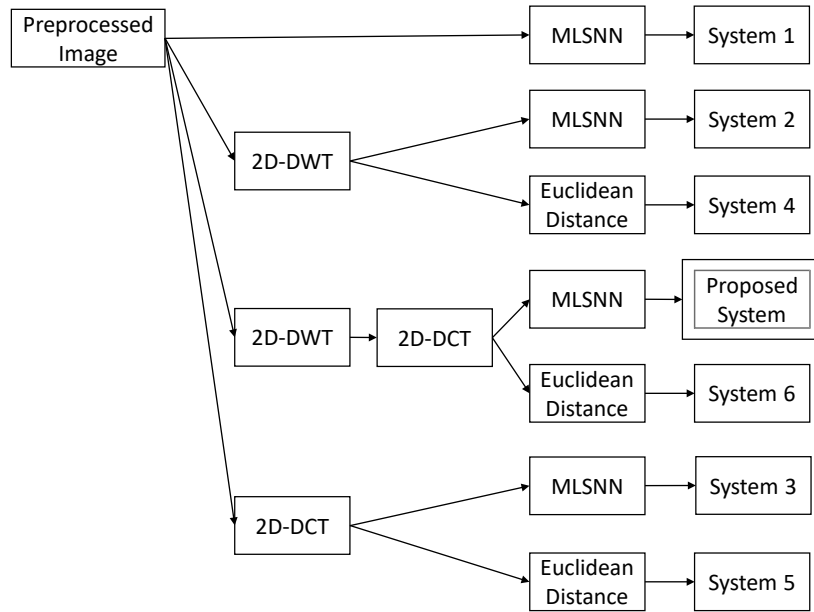 Preprocessed
Image
MLSNN
System 1
2D-DWT
MLSNN
System 2
Euclidean
Distance
System 4
2D-DWT
2D-DCT
MLSNN
Proposed
System
Euclidean
Distance
System 6
2D-DCT
MLSNN
System 3
Euclidean
Distance
System 5